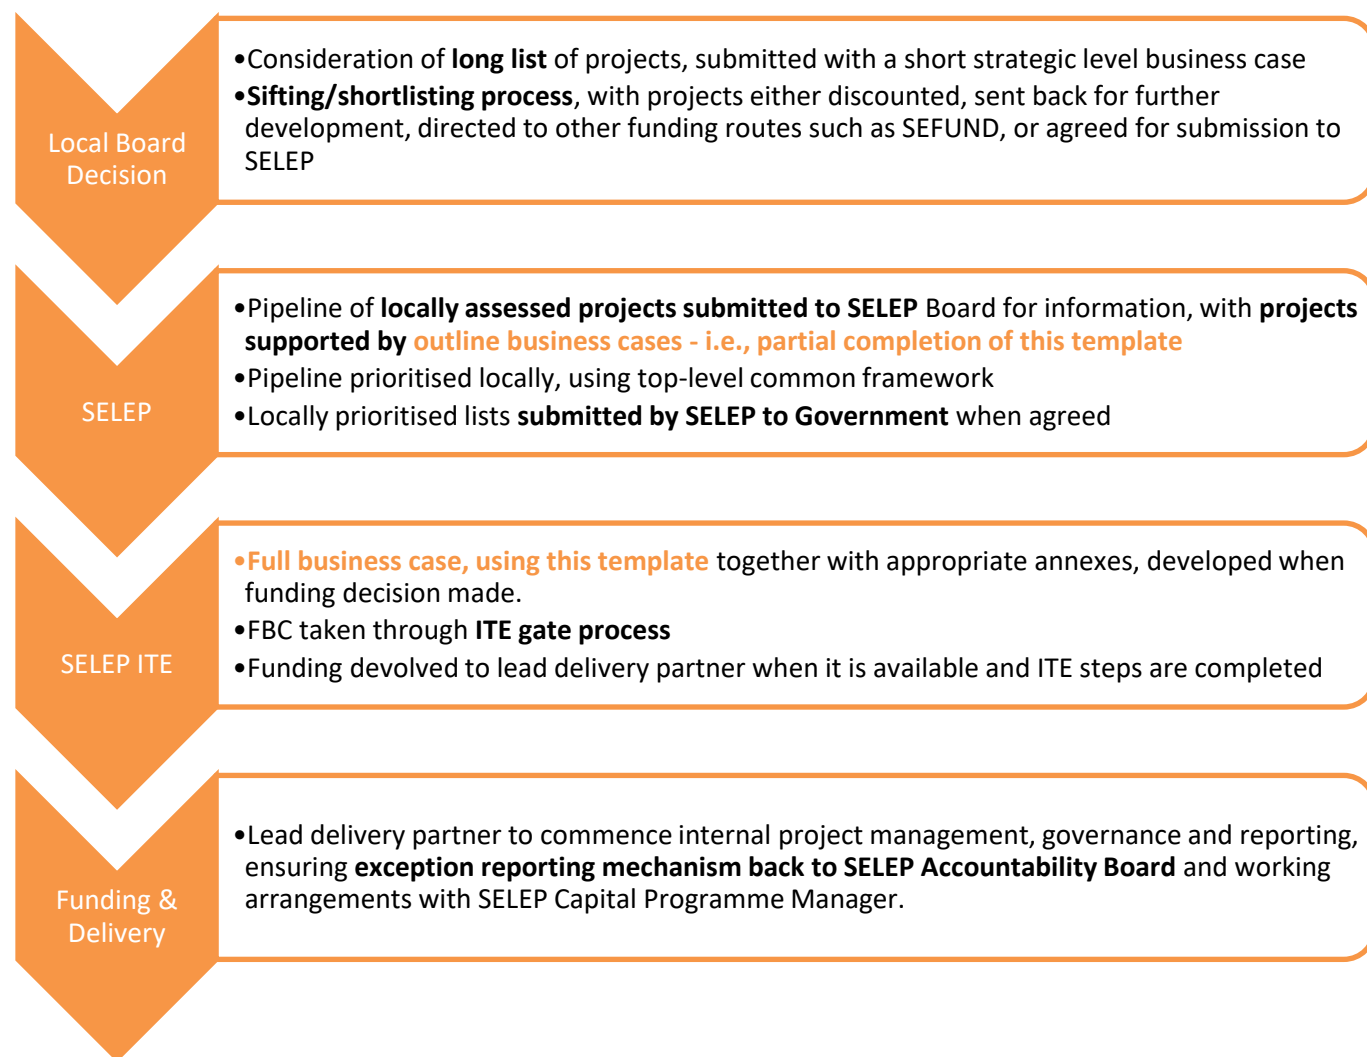 Local Board
Decision
•Consideration of long list of projects, submitted with a short strategic level business case
•Sifting/shortlisting process, with projects either discounted, sent back for further
development, directed to other funding routes such as SEFUND, or agreed for submission to
SELEP
SELEP
•Pipeline of locally assessed projects submitted to SELEP Board for information, with projects
supported by outline business cases - i.e., partial completion of this template
•Pipeline prioritised locally, using top-level common framework
•Locally prioritised lists submitted by SELEP to Government when agreed
SELEP ITE
•Full business case, using this template together with appropriate annexes, developed when
funding decision made.
•FBC taken through ITE gate process
•Funding devolved to lead delivery partner when it is available and ITE steps are completed
Funding &
Delivery
•Lead delivery partner to commence internal project management, governance and reporting,
ensuring exception reporting mechanism back to SELEP Accountability Board and working
arrangements with SELEP Capital Programme Manager.